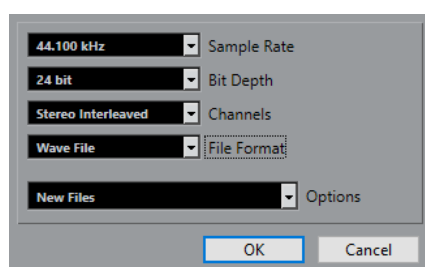 44.100 kHz Sample Rate
24 bit Bit Depth
Stereo Interleaved Channels
Wave File File Format
New Files Options
OK Cancel